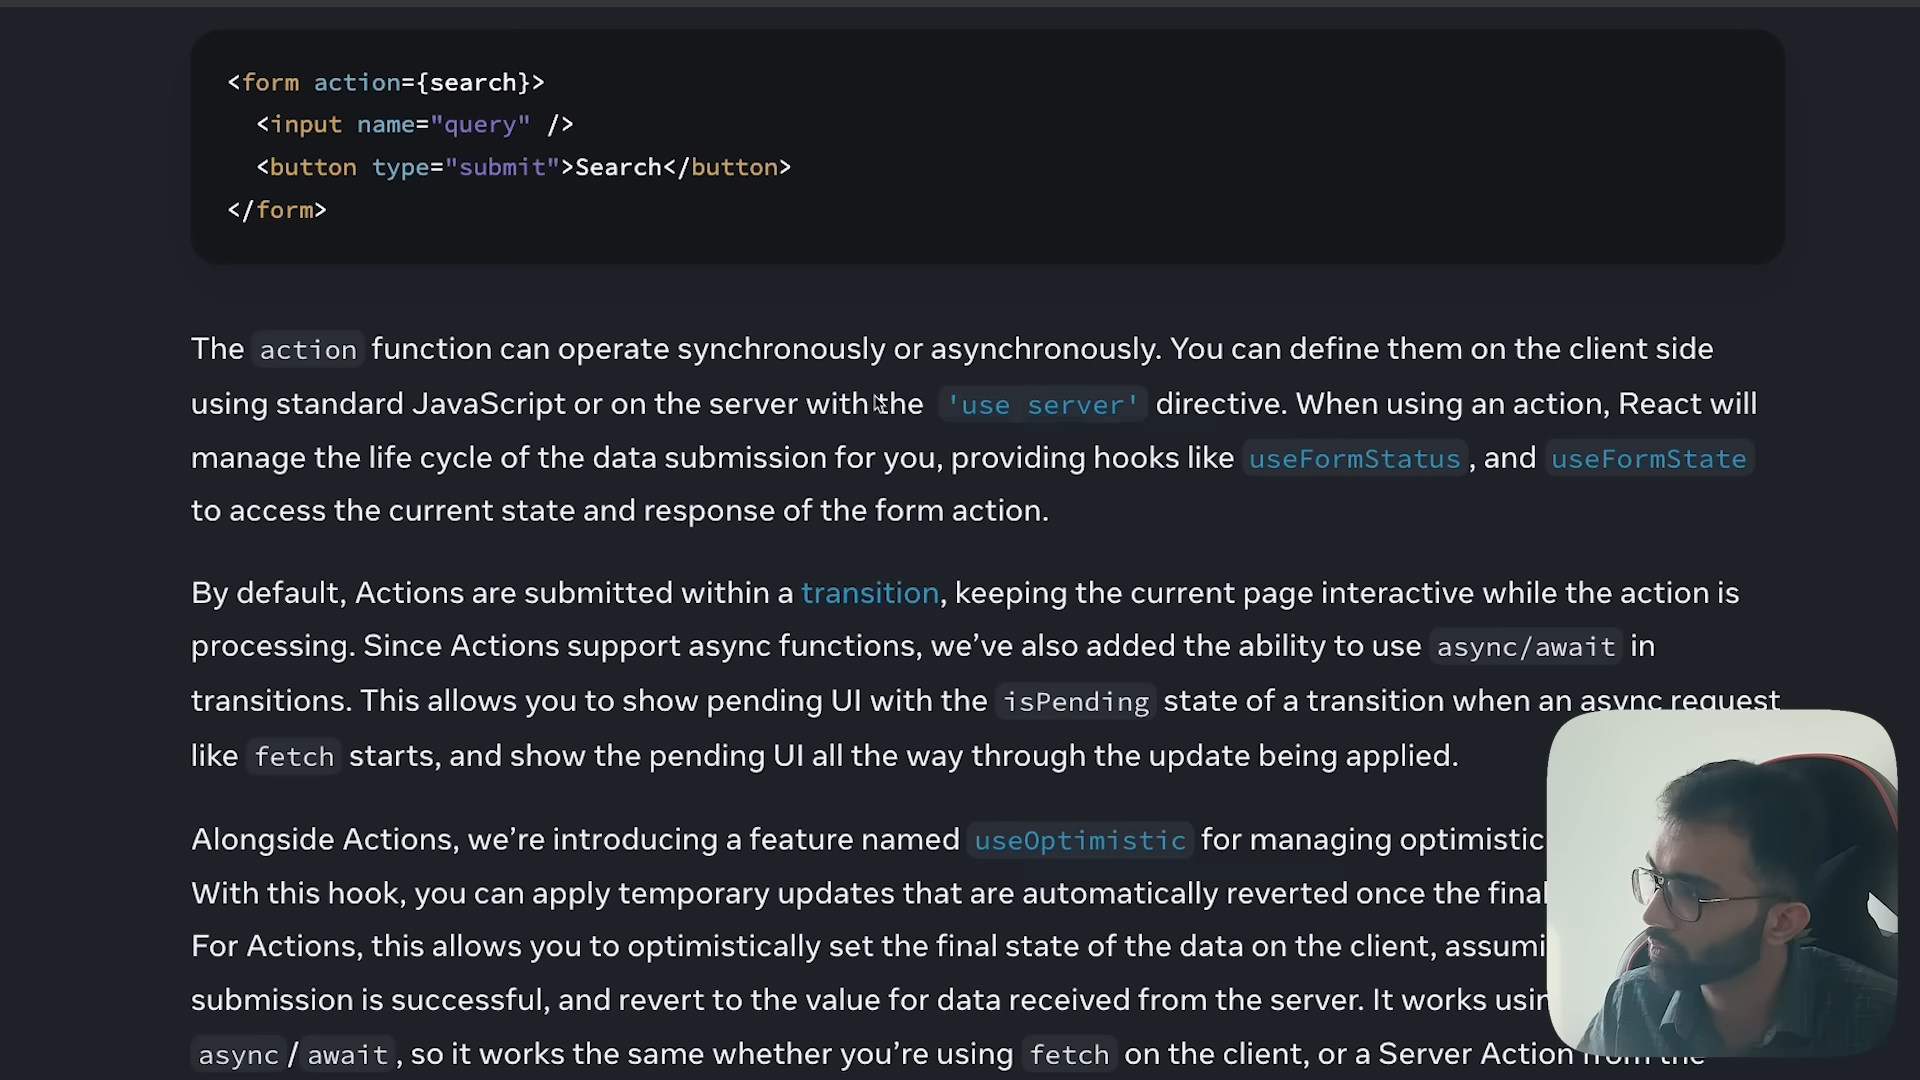 <form action={search}>
<input name="query" />
<button type="submit">Search</button>
</form>
The action function can operate synchronously or asynchronously. You can define them on the client side
using standard JavaScript or on the server with the 'use server' directive. When using an action, React will
manage the life cycle of the data submission for you, providing hooks like useFormStatus, and useFormState
to access the current state and response of the form action.
By default, Actions are submitted within a transition, keeping the current page interactive while the action is
processing. Since Actions support async functions, we’ve also added the ability to use async/await in
transitions. This allows you to show pending UI with the isPending state of a transition when an async request
like fetch starts, and show the pending UI all the way through the update being applied.
Alongside Actions, we’re introducing a feature named useOptimistic for managing optimistic
With this hook, you can apply temporary updates that are automatically reverted once the final
For Actions, this allows you to optimistically set the final state of the data on the client, assumi
submission is successful, and revert to the value for data received from the server. It works usin
async/await, so it works the same whether you’re using fetch on the client, or a Server Action from the